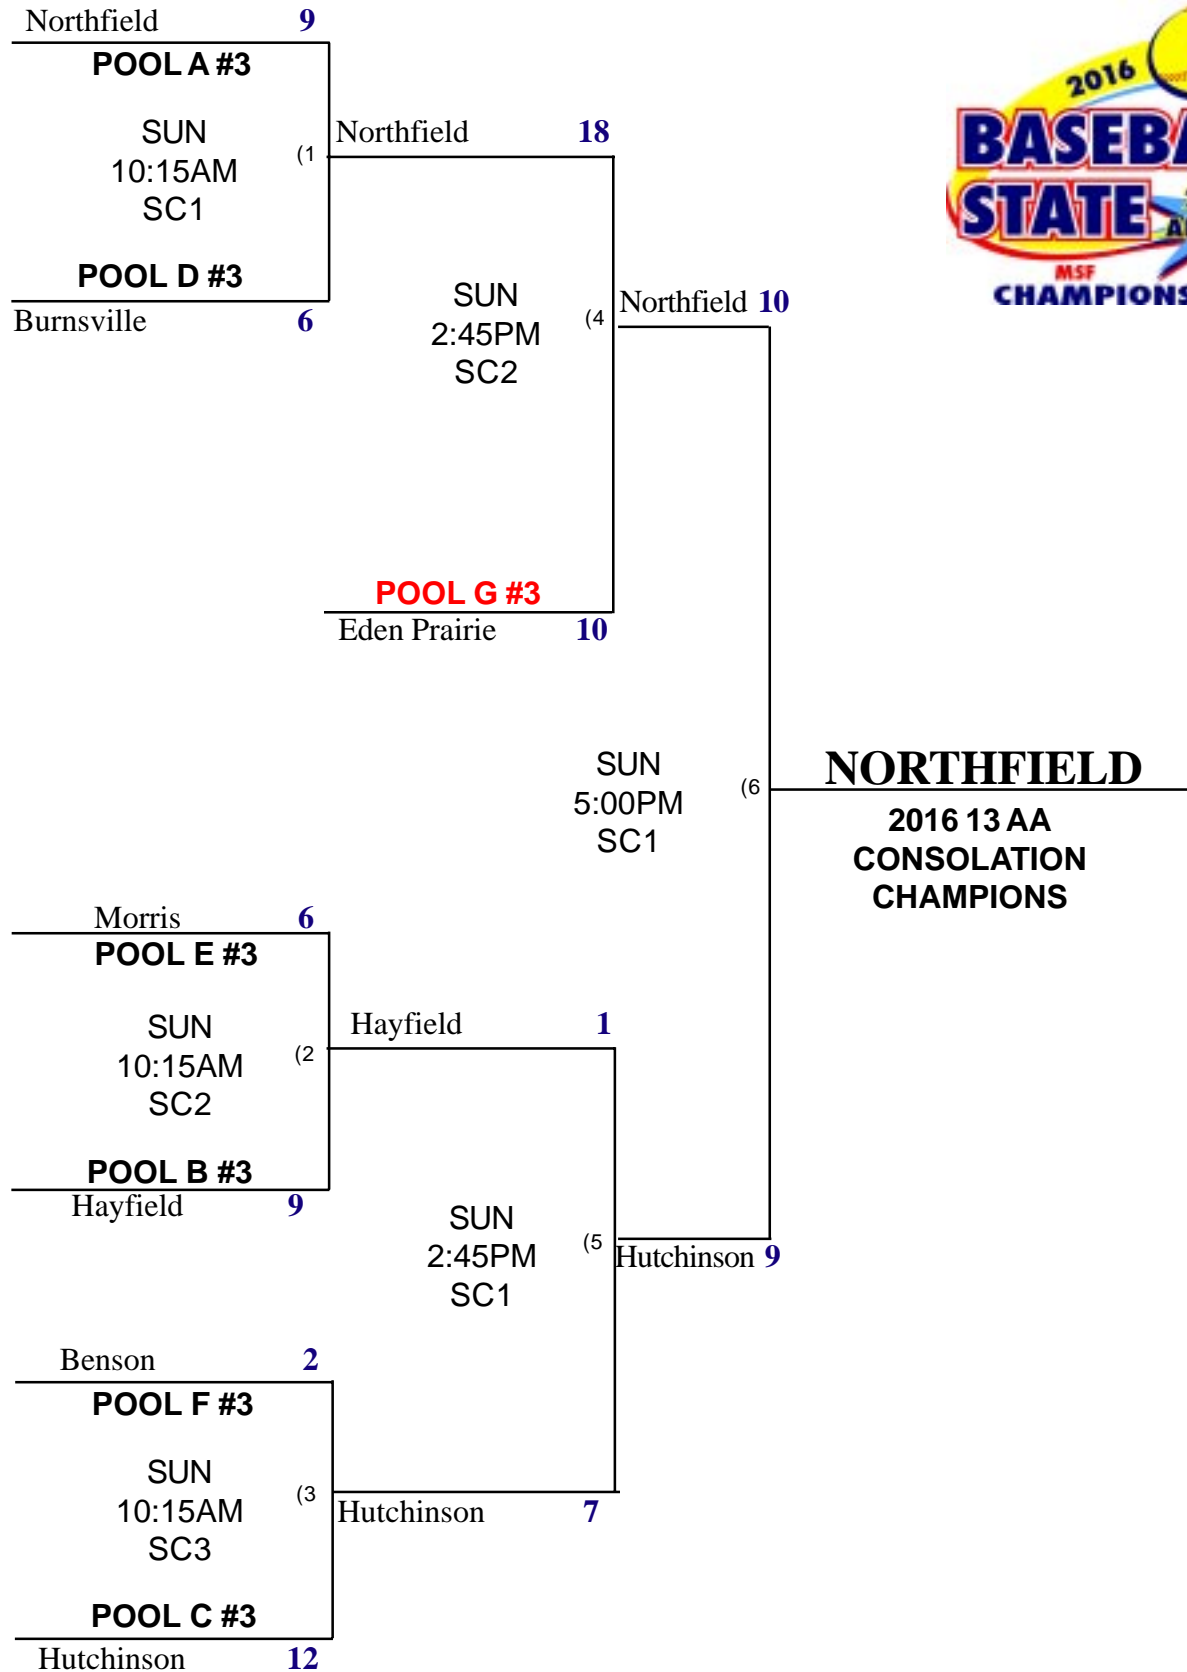 Northfield 9
POOL A #3
SUN
10:15AM
SC1
(1
POOL D #3
Burnsville 6
Northfield 18
SUN
2:45PM
SC2
(4
POOL G #3
Eden Prairie 10
Northfield 10
2016
STATE
MSF
SUN
5:00PM
SC1
(6
NORTHFIELD
2016 13 AA
CONSOLATION
CHAMPIONS
Morris 6
POOL E #3
SUN
10:15AM
SC2
(2
POOL B #3
Hayfield 9
Hayfield 1
SUN
2:45PM
SC1
(5
Hutchinson 9
Benson 2
POOL F #3
SUN
10:15AM
SC3
(3
Hutchinson 7
POOL C #3
Hutchinson 12